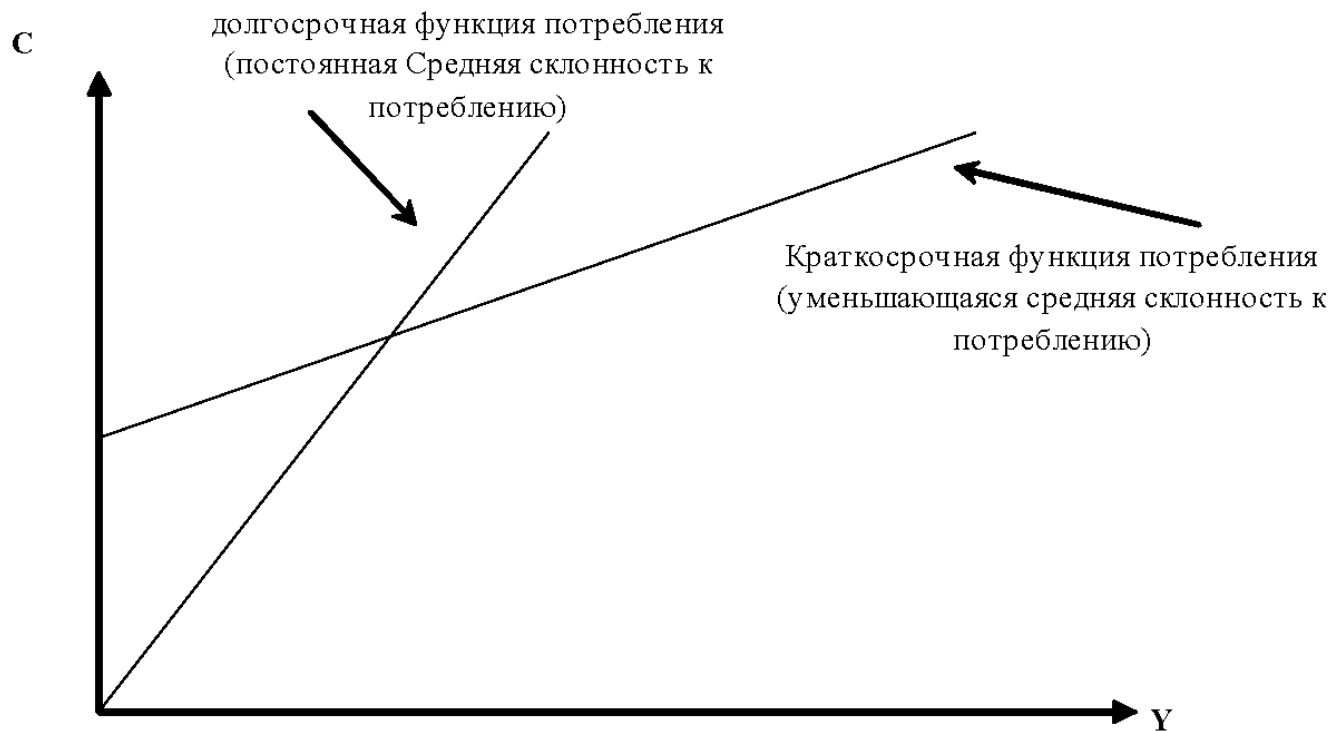 C
долгосрочная функция потребления
(постоянная Средняя склонность к
потреблению)
Краткосрочная функция потребления
(уменьшающаяся средняя склонность к
потреблению)
Y